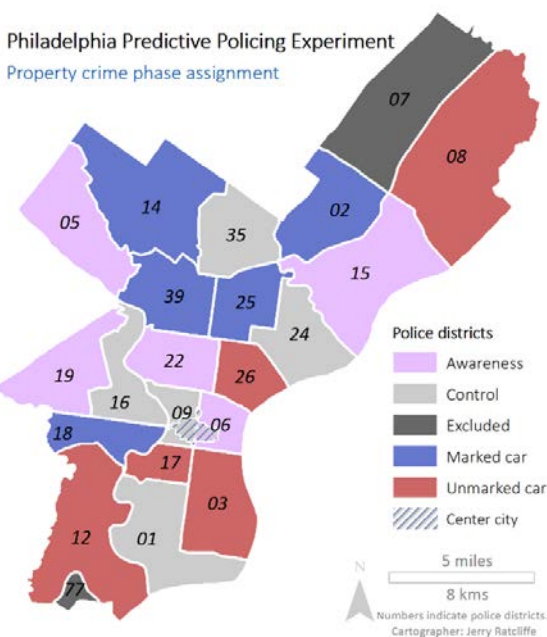 Philadelphia Predictive Policing Experiment
Property crime phase assignment
07
08
14
05
02
35
15
39
25
24
22
26
19
16
09
06
18
17
03
12
01
77
Police districts
Awareness
Control
Excluded
Marked car
Unmarked car
Center city
5 miles
N
8 kms
Numbers indicate police districts.
Cartographer: Jerry Ratcliffe